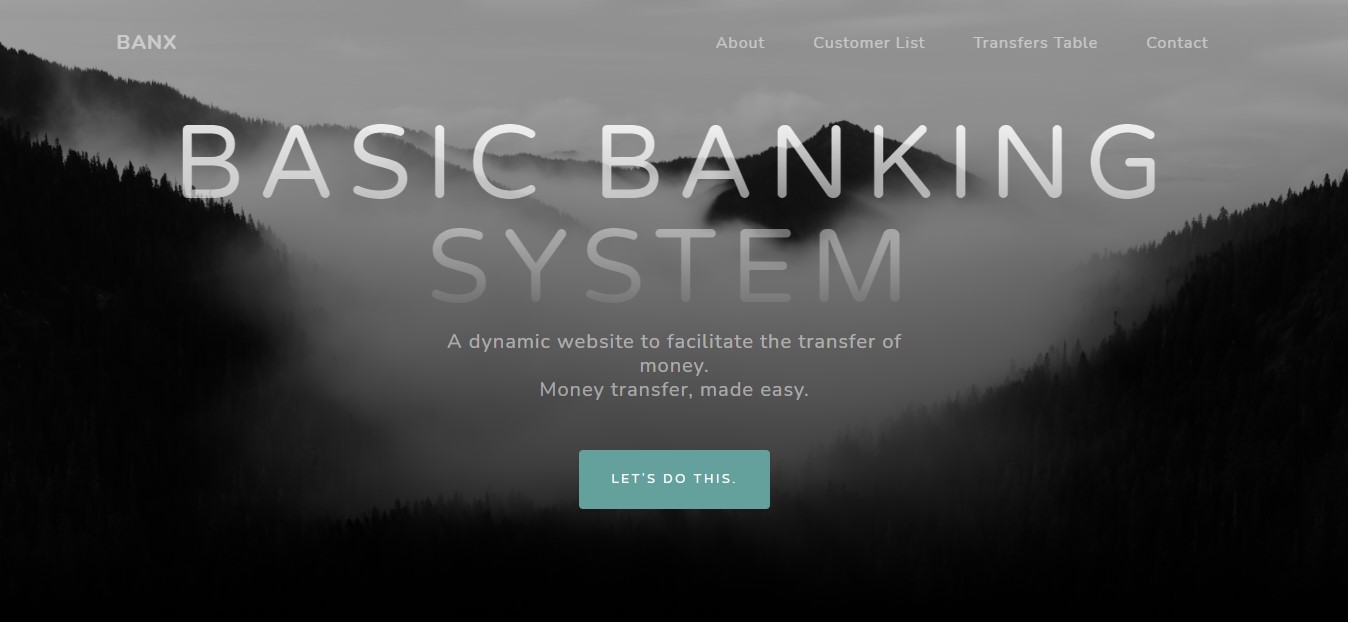 BANX
About
Customer List
Transfers Table
Contact
BASIC BANKING
SYSTEM
A dynamic website to facilitate the transfer of
money.
Money transfer, made easy.
LET'S DO THIS.